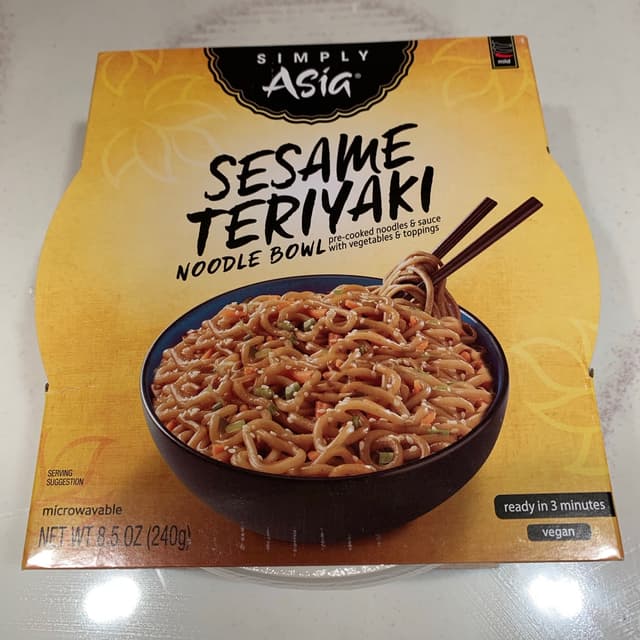 SIMPLY
Asia®
mild
SESAME
TERIYAKI
NOODLE BOWL
pre-cooked noodles & sauce
with vegetables & toppings
SERVING
SUGGESTION
microwavable
NET WT 8.5 OZ (240g)
ready in 3 minutes
vegan